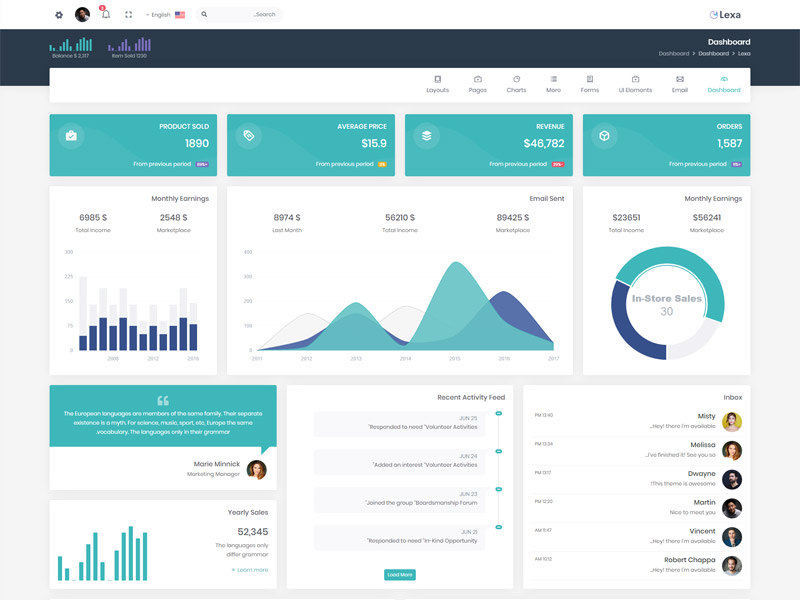 3
English
..Search
Lexa
Balance $ 2,317
Item Sold 1230
Dashboard
Dashboard > Dashboard > Lexa
Layouts
Pages
Charts
More
Forms
UI Elements
Email
Dashboard
PRODUCT SOLD
1890
From previous period
AVERAGE PRICE
$15.9
From previous period
REVENUE
$46,782
From previous period
ORDERS
1,587
From previous period
Monthly Earnings
6985 $
2548 $
Total Income
Marketplace
300
225
150
75
0
2008
2012
2019
Email Sent
8974 $
56210 $
89425 $
Last Month
Total Income
Marketplace
400
300
200
100
0
2011
2012
2013
2014
2015
2016
2017
Monthly Earnings
$23651
$56241
Total Income
Marketplace
In-Store Sales
30
The European languages are members of the same family. Their separate
existence is a myth. For science, music, sport, etc, Europe the same
.vocabulary. The languages only in their grammar
Marie Minnick
Marketing Manager
Yearly Sales
52,345
The languages only
differ grammar
Learn more
Recent Activity Feed
JUN 25
"Responded to need "Volunteer Activities
JUN 24
"Added an interest "Volunteer Activities
JUN 23
"Joined the group "Boardsmanship Forum
JUN 21
"Responded to need "In-Kind Opportunity
Load More
Inbox
PM 13:40
Misty
..Hey! there I'm available
PM 13:34
Melissa
..I've finished it! See you so
PM 13:17
Dwayne
!This theme is awesome
PM 12:20
Martin
Nice to meet you
AM 11:47
Vincent
..Hey! there I'm available
AM 10:12
Robert Chappa
..Hey! there I'm available